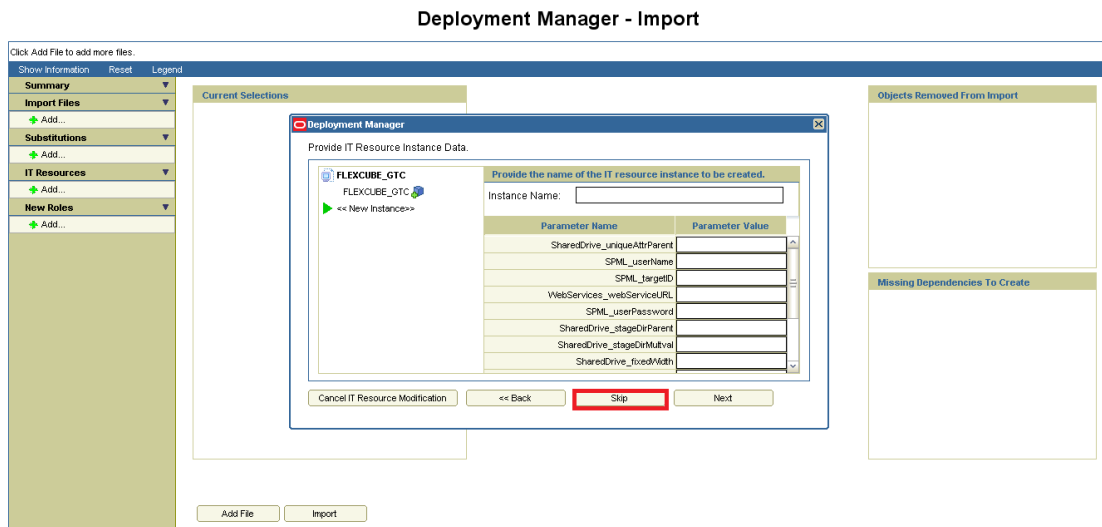 Deployment Manager - Import
Click Add File to add more files.
Show Information Reset Legend
Summary
Import Files
Add...
Substitutions
Add...
IT Resources
Add...
New Roles
Add...
Current Selections
Objects Removed From Import
Missing Dependencies To Create
Deployment Manager
Provide IT Resource Instance Data.
FLEXCUBE_GTC
FLEXCUBE_GTC
<< New Instance>>
Provide the name of the IT resource instance to be created.
Instance Name:
Parameter Name Parameter Value
SharedDrive_uniqueAttrParent
SPML_userName
SPML_targetID
WebServices_webServiceURL
SPML_userPassword
SharedDrive_stageDirParent
SharedDrive_stageDirMultval
SharedDrive_fixedWidth
Cancel IT Resource Modification << Back Skip Next
Add File Import